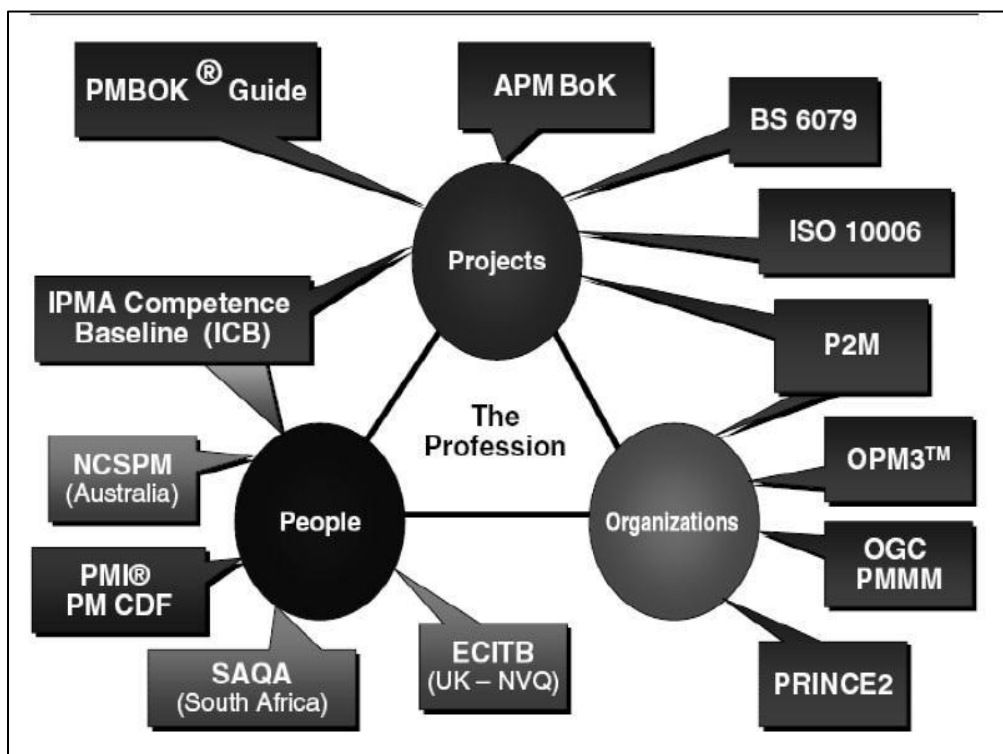 PMBOK ® Guide
APM BoK
BS 6079
ISO 10006
Projects
IPMA Competence
Baseline (ICB)
P2M
The
Profession
NCSPM
(Australia)
OPM3™
People
Organizations
OGC
PMMM
PMI®
PM CDF
SAQA
(South Africa)
ECITB
(UK – NVQ)
PRINCE2